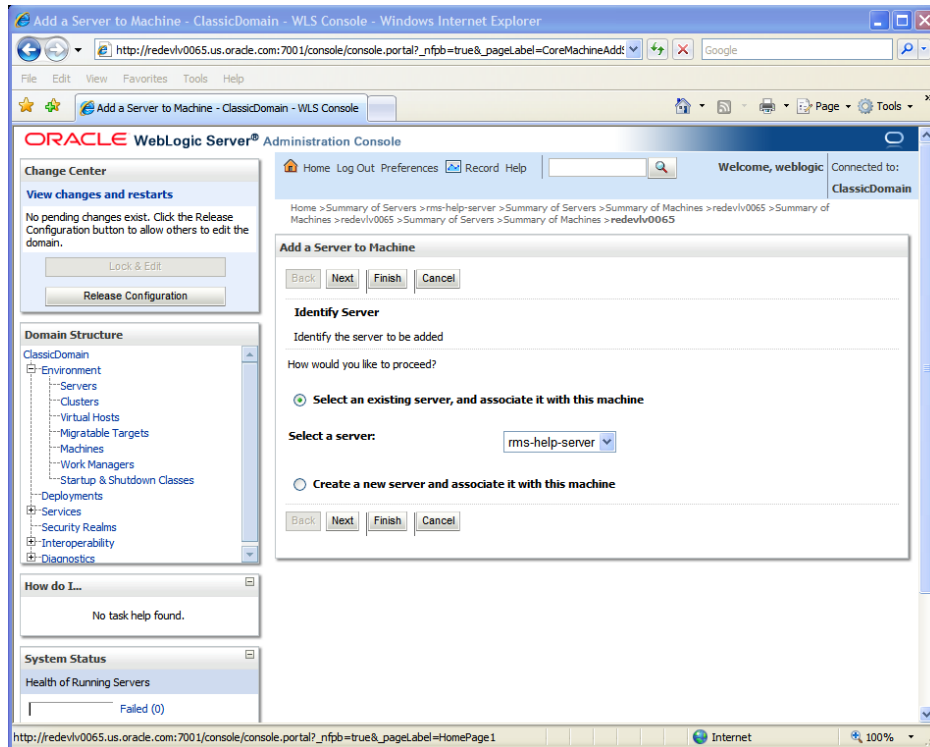 Add a Server to Machine - ClassicDomain - WLS Console - Windows Internet Explorer
http://redevlv0065.us.oracle.com:7001/console/console.portal?_nfpb=true&_pageLabel=CoreMachineAddS
Google
File Edit View Favorites Tools Help
Add a Server to Machine - ClassicDomain - WLS Console
Page Tools »
ORACLE WebLogic Server® Administration Console
Change Center
View changes and restarts
No pending changes exist. Click the Release
Configuration button to allow others to edit the
domain.
Lock & Edit
Release Configuration
Domain Structure
ClassicDomain
Environment
Servers
Clusters
Virtual Hosts
Migratable Targets
Machines
Work Managers
Startup & Shutdown Classes
Deployments
Services
Security Realms
Interoperability
Diagnostics
How do I...
No task help found.
System Status
Health of Running Servers
Failed (0)
Home Log Out Preferences Record Help
Welcome, weblogic
Connected to:
ClassicDomain
Home >Summary of Servers >rms-help-server >Summary of Servers >Summary of Machines >redevlv0065 >Summary of
Machines >redevlv0065 >Summary of Servers >Summary of Machines >redevlv0065
Add a Server to Machine
Back Next Finish Cancel
Identify Server
Identify the server to be added
How would you like to proceed?
Select an existing server, and associate it with this machine
Select a server: rms-help-server
Create a new server and associate it with this machine
Back Next Finish Cancel
http://redevlv0065.us.oracle.com:7001/console/console.portal?_nfpb=true&_pageLabel=HomePage1
Internet
100%